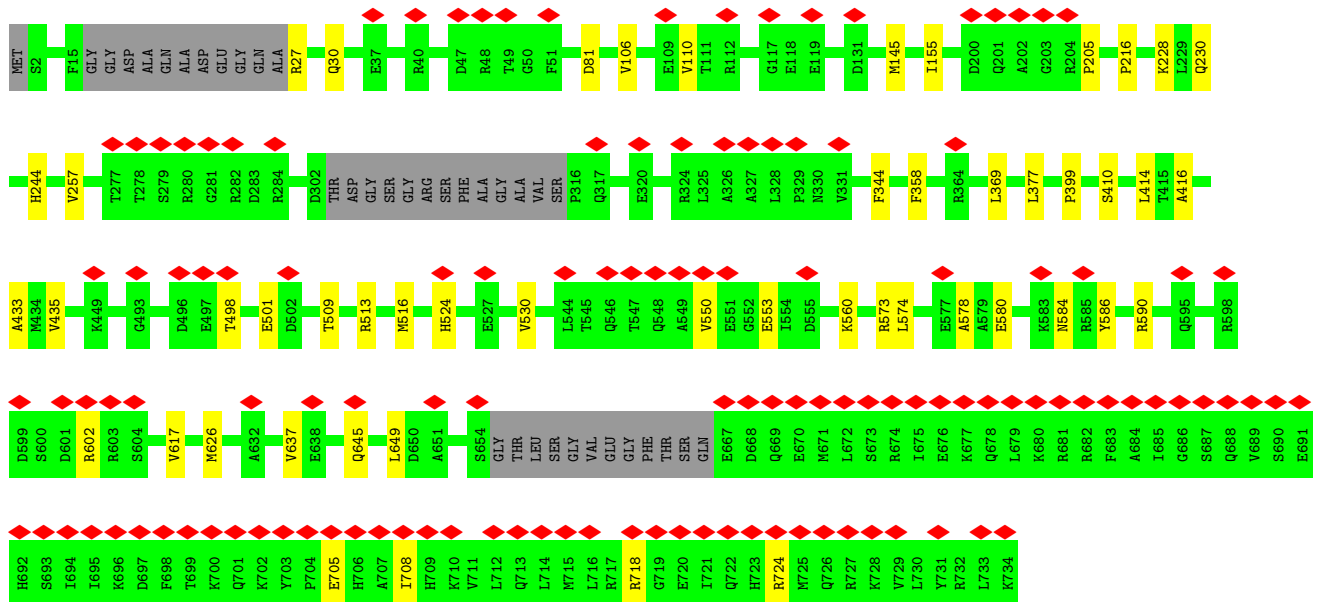 MET S2 F15 GLY GLY ASP ALA GLN ALA ASP GLU GLY GLN ALA R27 Q30 E37 R40 D47 R48 T49 G50 F51 D81 V106 E109 V110 T111 R112 G117 E118 E119 D131 M145 I155 D200 Q201 A202 G203 R204 P205 P216 K228 L229 Q230
H244 V257 T277 T278 S279 R280 G281 R282 D283 R284 D302 THR ASP GLY SER GLY ARG SER PHE ALA GLY ALA VAL SER P316 Q317 E320 R324 L325 A326 A327 L328 P329 N330 V331 F344 F358 R364 L369 L377 P399 S410 L414 T415 A416
A433 M434 V435 K449 G493 D496 E497 T498 E501 D502 T509 R513 M516 H524 E527 V530 L544 T545 Q546 T547 Q548 A549 V550 E551 G552 E553 I554 D555 K560 R573 L574 E577 A578 A579 E580 K583 N584 R585 Y586 R590 Q595 R598
D599 S600 D601 R602 R603 S604 V617 M626 A632 V637 E638 Q645 L649 D650 A651 S654 GLY THR LEU SER GLY VAL GLU GLY PHE THR SER GLN E667 D668 Q669 E670 M671 L672 S673 R674 I675 E676 K677 Q678 L679 K680 R681 R682 F683 A684 I685 G686 S687 Q688 V689 S690 E691
H692 S693 I694 I695 K696 D697 F698 T699 K700 Q701 K702 Y703 P704 E705 H706 A707 I708 H709 K710 V711 L712 Q713 L714 M715 L716 R717 R718 G719 E720 I721 Q722 H723 R724 M725 Q726 R727 K728 V729 L730 Y731 R732 L733 K734